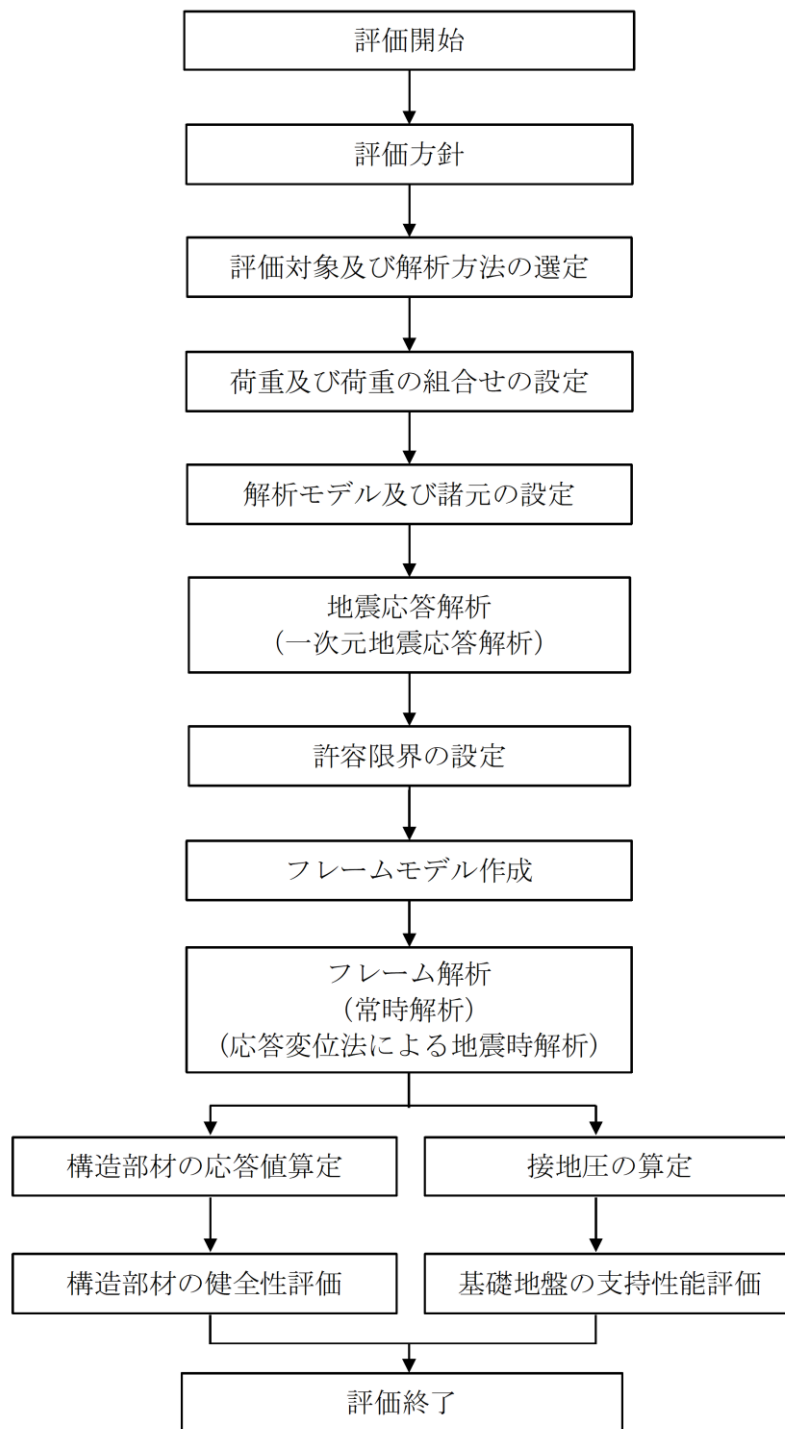 評価開始
評価方針
評価対象及び解析方法の選定
荷重及び荷重の組合せの設定
解析モデル及び諸元の設定
地震応答解析
(一次元地震応答解析)
許容限界の設定
フレームモデル作成
フレーム解析
(常時解析)
(応答変位法による地震時解析)
構造部材の応答値算定
接地圧の算定
構造部材の健全性評価
基礎地盤の支持性能評価
評価終了